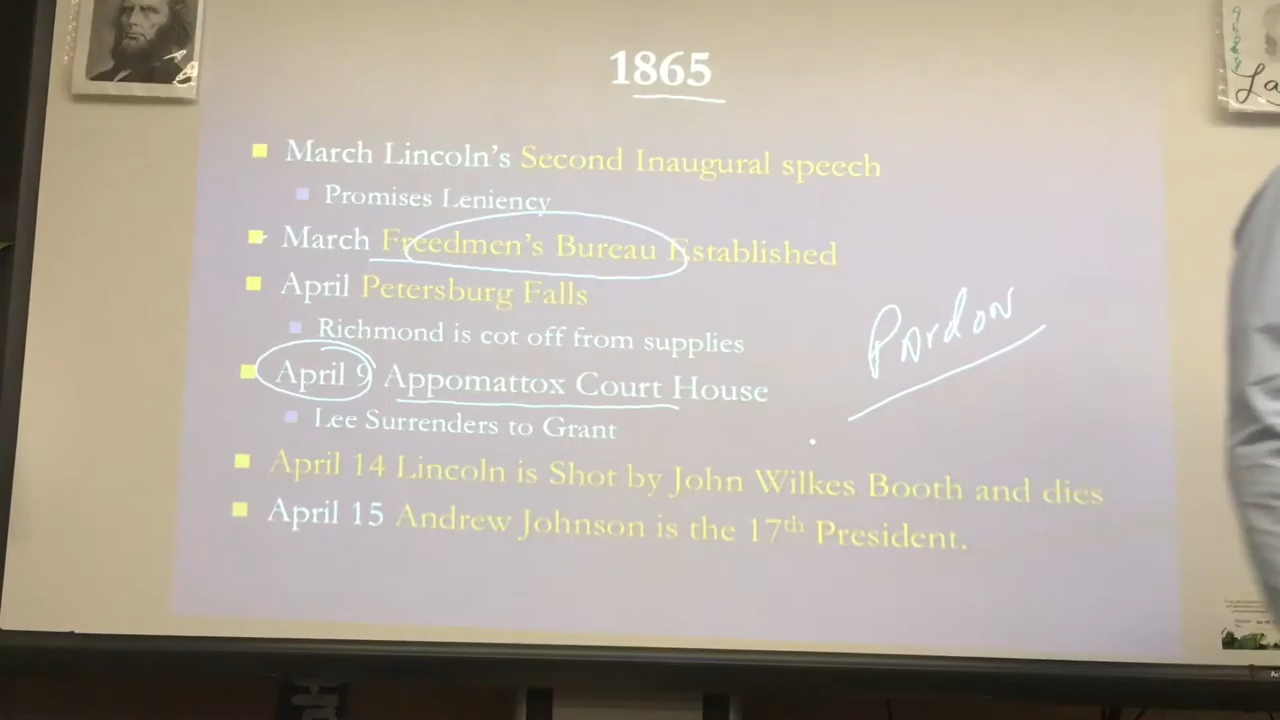 1865
March Lincoln's Second Inaugural speech
Promises Leniency
March Freedmen's Bureau Established
April Petersburg Falls
Richmond is cot off from supplies
Pardon
April 9 Appomattox Court House
Lee Surrenders to Grant
April 14 Lincoln is Shot by John Wilkes Booth and dies
April 15 Andrew Johnson is the 17th President.